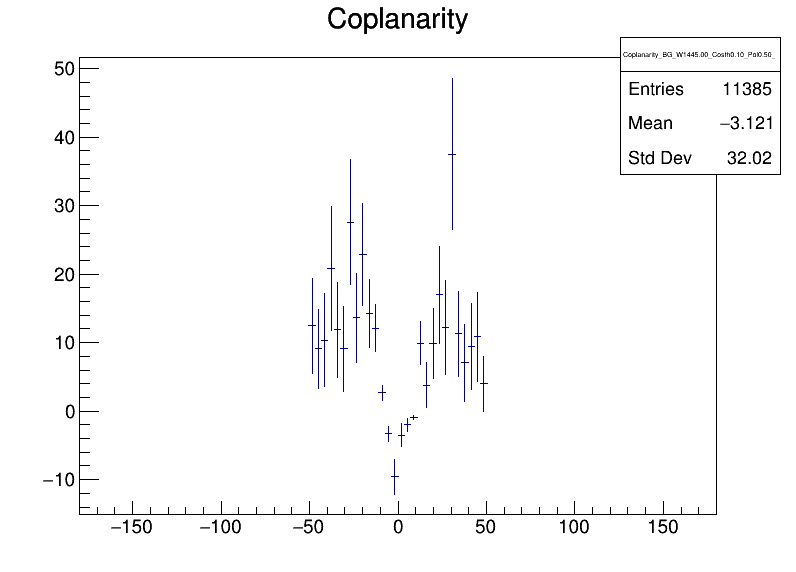 Coplanarity
Coplanarity_BG_W1445.00_Costh0.10_Pol0.50_
Entries 11385
Mean −3.121
Std Dev 32.02
50
40
30
20
10
0
−10
−150 −100 −50 0 50 100 150